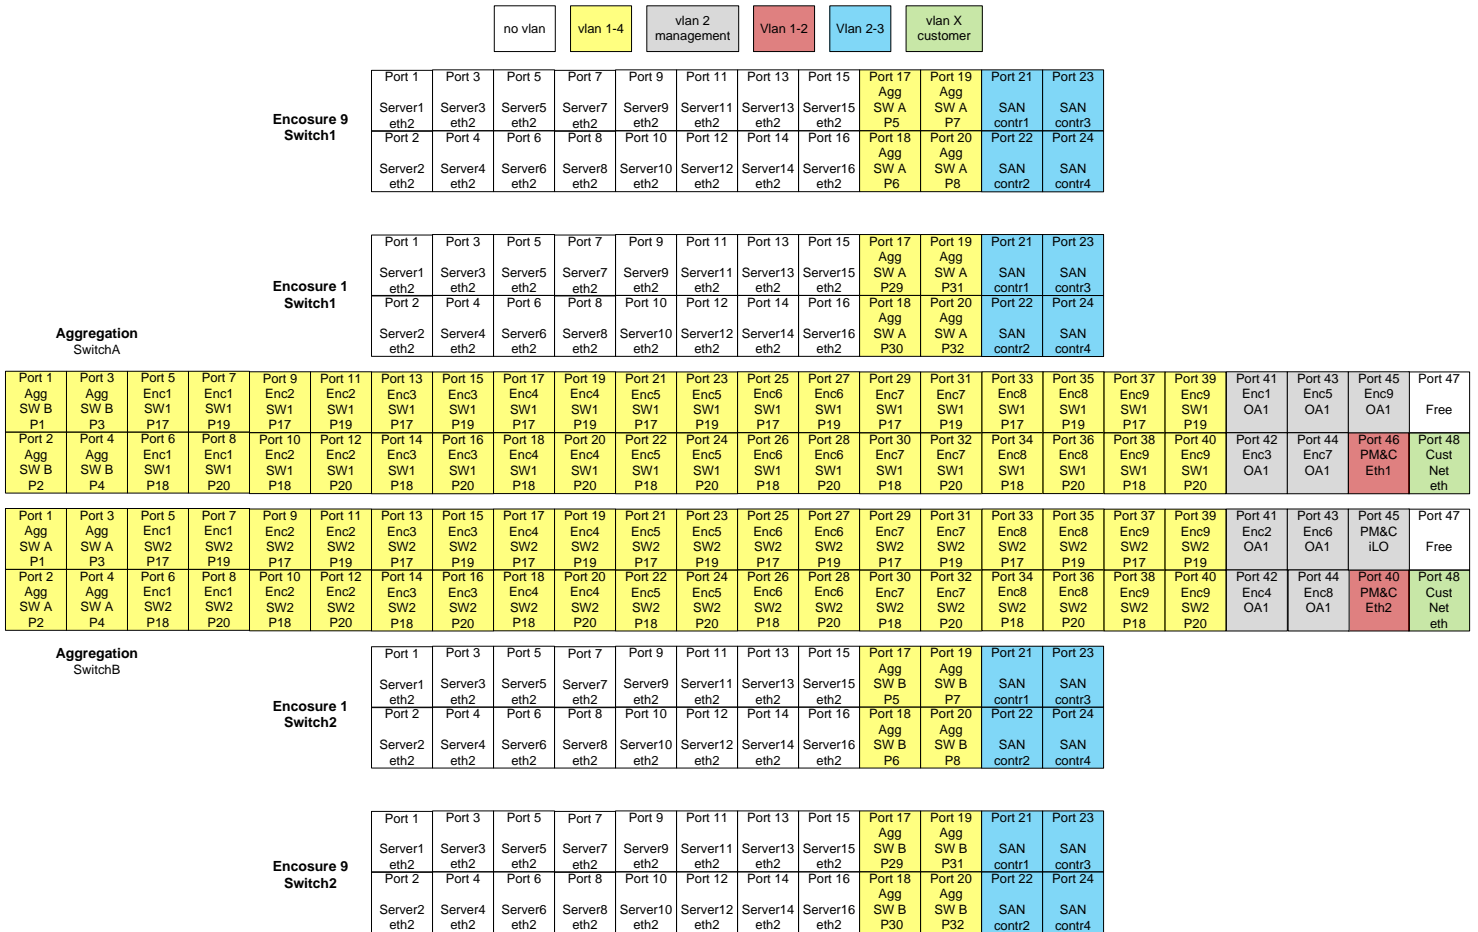 no vlan
vlan 1-4
vlan 2
management
Vlan 1-2
Vlan 2-3
vlan X
customer
Encosure 9
Switch1
Port 1 Port 3 Port 5 Port 7 Port 9 Port 11 Port 13 Port 15 Port 17 Port 19 Port 21 Port 23
Agg Agg
Server1 Server3 Server5 Server7 Server9 Server11 Server13 Server15 SW A SW A SAN SAN
eth2 eth2 eth2 eth2 eth2 eth2 eth2 eth2 P5 P7 contr1 contr3
Port 2 Port 4 Port 6 Port 8 Port 10 Port 12 Port 14 Port 16 Port 18 Port 20 Port 22 Port 24
Agg Agg
Server2 Server4 Server6 Server8 Server10 Server12 Server14 Server16 SW A SW A SAN SAN
eth2 eth2 eth2 eth2 eth2 eth2 eth2 eth2 P6 P8 contr2 contr4
Encosure 1
Switch1
Port 1 Port 3 Port 5 Port 7 Port 9 Port 11 Port 13 Port 15 Port 17 Port 19 Port 21 Port 23
Agg Agg
Server1 Server3 Server5 Server7 Server9 Server11 Server13 Server15 SW A SW A SAN SAN
eth2 eth2 eth2 eth2 eth2 eth2 eth2 eth2 P29 P31 contr1 contr3
Port 2 Port 4 Port 6 Port 8 Port 10 Port 12 Port 14 Port 16 Port 18 Port 20 Port 22 Port 24
Agg Agg
Server2 Server4 Server6 Server8 Server10 Server12 Server14 Server16 SW A SW A SAN SAN
eth2 eth2 eth2 eth2 eth2 eth2 eth2 eth2 P30 P32 contr2 contr4
Aggregation
SwitchA
Port 1 Port 3 Port 5 Port 7 Port 9 Port 11 Port 13 Port 15 Port 17 Port 19 Port 21 Port 23 Port 25 Port 27 Port 29 Port 31 Port 33 Port 35 Port 37 Port 39 Port 41 Port 43 Port 45 Port 47
Agg Agg Enc1 Enc1 Enc2 Enc2 Enc3 Enc3 Enc4 Enc4 Enc5 Enc5 Enc6 Enc6 Enc7 Enc7 Enc8 Enc8 Enc9 Enc9 Enc1 Enc5 Enc9
SW B SW B SW1 SW1 SW1 SW1 SW1 SW1 SW1 SW1 SW1 SW1 SW1 SW1 SW1 SW1 SW1 SW1 SW1 SW1 OA1 OA1 OA1 Free
P1 P3 P17 P19 P17 P19 P17 P19 P17 P19 P17 P19 P17 P19 P17 P19 P17 P19 P17 P19
Port 2 Port 4 Port 6 Port 8 Port 10 Port 12 Port 14 Port 16 Port 18 Port 20 Port 22 Port 24 Port 26 Port 28 Port 30 Port 32 Port 34 Port 36 Port 38 Port 40 Port 42 Port 44 Port 46 Port 48
Agg Agg Enc1 Enc1 Enc2 Enc2 Enc3 Enc3 Enc4 Enc4 Enc5 Enc5 Enc6 Enc6 Enc7 Enc7 Enc8 Enc8 Enc9 Enc9 Enc3 Enc7 PM&C Cust
SW B SW B SW1 SW1 SW1 SW1 SW1 SW1 SW1 SW1 SW1 SW1 SW1 SW1 SW1 SW1 SW1 SW1 SW1 SW1 OA1 OA1 Eth1 Net
P2 P4 P18 P20 P18 P20 P18 P20 P18 P20 P18 P20 P18 P20 P18 P20 P18 P20 P18 P20 eth
Port 1 Port 3 Port 5 Port 7 Port 9 Port 11 Port 13 Port 15 Port 17 Port 19 Port 21 Port 23 Port 25 Port 27 Port 29 Port 31 Port 33 Port 35 Port 37 Port 39 Port 41 Port 43 Port 45 Port 47
Agg Agg Enc1 Enc1 Enc2 Enc2 Enc3 Enc3 Enc4 Enc4 Enc5 Enc5 Enc6 Enc6 Enc7 Enc7 Enc8 Enc8 Enc9 Enc9 Enc2 Enc6 PM&C
SW A SW A SW2 SW2 SW2 SW2 SW2 SW2 SW2 SW2 SW2 SW2 SW2 SW2 SW2 SW2 SW2 SW2 SW2 SW2 OA1 OA1 iLO Free
P1 P3 P17 P19 P17 P19 P17 P19 P17 P19 P17 P19 P17 P19 P17 P19 P17 P19 P17 P19
Port 2 Port 4 Port 6 Port 8 Port 10 Port 12 Port 14 Port 16 Port 18 Port 20 Port 22 Port 24 Port 26 Port 28 Port 30 Port 32 Port 34 Port 36 Port 38 Port 40 Port 42 Port 44 Port 40 Port 48
Agg Agg Enc1 Enc1 Enc2 Enc2 Enc3 Enc3 Enc4 Enc4 Enc5 Enc5 Enc6 Enc6 Enc7 Enc7 Enc8 Enc8 Enc9 Enc9 Enc4 Enc8 PM&C Cust
SW A SW A SW2 SW2 SW2 SW2 SW2 SW2 SW2 SW2 SW2 SW2 SW2 SW2 SW2 SW2 SW2 SW2 SW2 SW2 OA1 OA1 Eth2 Net
P2 P4 P18 P20 P18 P20 P18 P20 P18 P20 P18 P20 P18 P20 P18 P20 P18 P20 P18 P20 eth
Aggregation
SwitchB
Encosure 1
Switch2
Port 1 Port 3 Port 5 Port 7 Port 9 Port 11 Port 13 Port 15 Port 17 Port 19 Port 21 Port 23
Agg Agg
Server1 Server3 Server5 Server7 Server9 Server11 Server13 Server15 SW B SW B SAN SAN
eth2 eth2 eth2 eth2 eth2 eth2 eth2 eth2 P5 P7 contr1 contr3
Port 2 Port 4 Port 6 Port 8 Port 10 Port 12 Port 14 Port 16 Port 18 Port 20 Port 22 Port 24
Agg Agg
Server2 Server4 Server6 Server8 Server10 Server12 Server14 Server16 SW B SW B SAN SAN
eth2 eth2 eth2 eth2 eth2 eth2 eth2 eth2 P6 P8 contr2 contr4
Encosure 9
Switch2
Port 1 Port 3 Port 5 Port 7 Port 9 Port 11 Port 13 Port 15 Port 17 Port 19 Port 21 Port 23
Agg Agg
Server1 Server3 Server5 Server7 Server9 Server11 Server13 Server15 SW B SW B SAN SAN
eth2 eth2 eth2 eth2 eth2 eth2 eth2 eth2 P29 P31 contr1 contr3
Port 2 Port 4 Port 6 Port 8 Port 10 Port 12 Port 14 Port 16 Port 18 Port 20 Port 22 Port 24
Agg Agg
Server2 Server4 Server6 Server8 Server10 Server12 Server14 Server16 SW B SW B SAN SAN
eth2 eth2 eth2 eth2 eth2 eth2 eth2 eth2 P30 P32 contr2 contr4